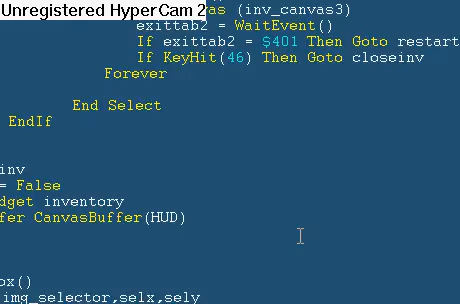 Unregistered HyperCam 2
as (inv_canvas3)
exittab2 = WaitEvent()
If exittab2 = $401 Then Goto restart
If KeyHit(46) Then Goto closeinv
Forever
End Select
EndIf
inv
= False
dget inventory
fer CanvasBuffer(HUD)
ox()
img_selector,selx,sely